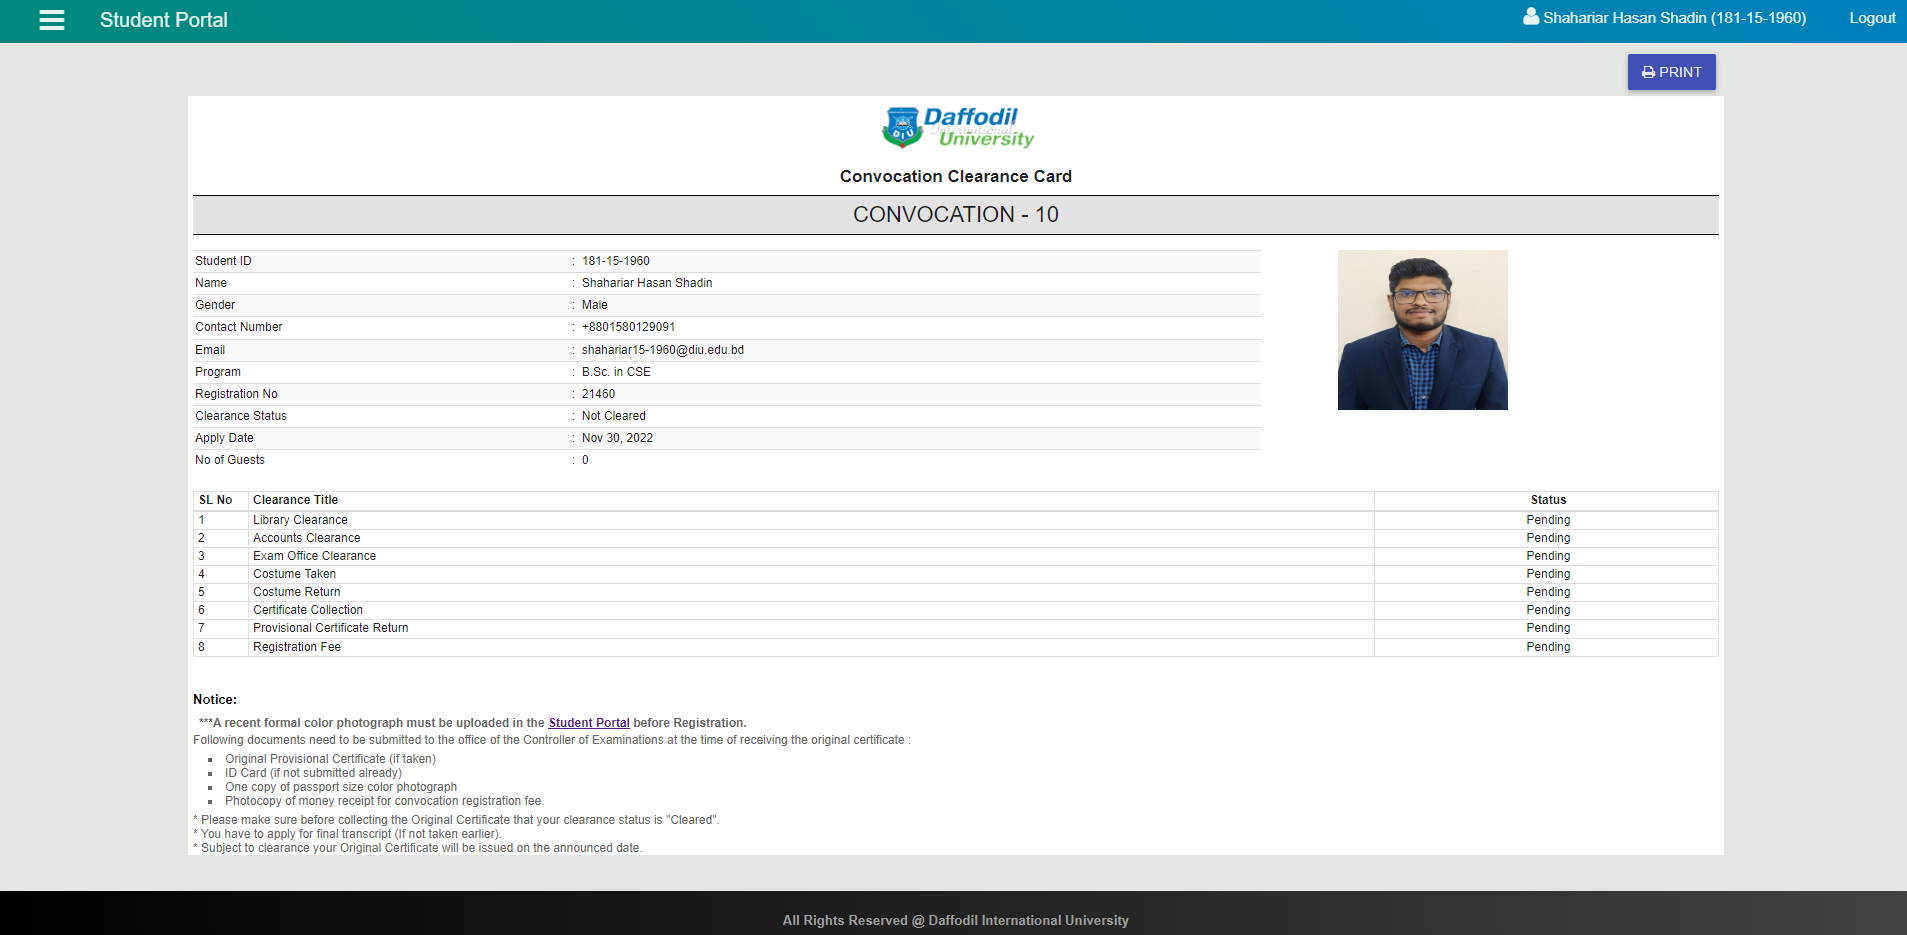 Student Portal
Shahariar Hasan Shadin (181-15-1960)
Logout
PRINT
DIU
Daffodil
International
University
Convocation Clearance Card
CONVOCATION - 10
Student ID : 181-15-1960
Name : Shahariar Hasan Shadin
Gender : Male
Contact Number : +8801580129091
Email : shahariar15-1960@diu.edu.bd
Program : B.Sc. in CSE
Registration No : 21460
Clearance Status : Not Cleared
Apply Date : Nov 30, 2022
No of Guests : 0
SL No Clearance Title Status
1 Library Clearance Pending
2 Accounts Clearance Pending
3 Exam Office Clearance Pending
4 Costume Taken Pending
5 Costume Return Pending
6 Certificate Collection Pending
7 Provisional Certificate Return Pending
8 Registration Fee Pending
Notice:
***A recent formal color photograph must be uploaded in the Student Portal before Registration.
Following documents need to be submitted to the office of the Controller of Examinations at the time of receiving the original certificate :
▪ Original Provisional Certificate (if taken)
▪ ID Card (if not submitted already)
▪ One copy of passport size color photograph
▪ Photocopy of money receipt for convocation registration fee.
* Please make sure before collecting the Original Certificate that your clearance status is "Cleared".
* You have to apply for final transcript (If not taken earlier).
* Subject to clearance your Original Certificate will be issued on the announced date.
All Rights Reserved @ Daffodil International University